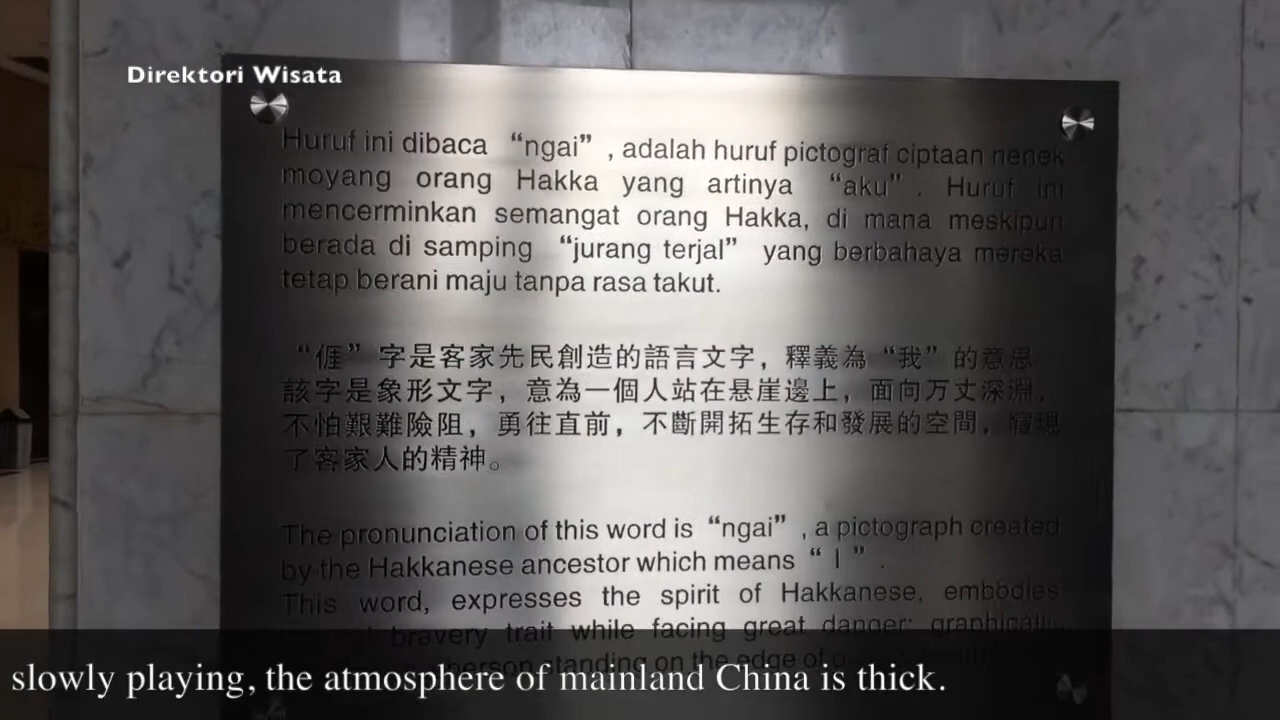 Direktori Wisata
Huruf ini dibaca “ngai” , adalah huruf pictograf ciptaan nenek
moyang orang Hakka yang artinya “aku” . Huruf ini
mencerminkan semangat orang Hakka, di mana meskipun
berada di samping “jurang terjal” yang berbahaya mereka
tetap berani maju tanpa rasa takut.
“𠊎”字是客家先民創造的語言文字，釋義為“我”的意思
該字是象形文字，意為一個人站在悬崖邊上，面向万丈深淵，
不怕艱難險阻，勇往直前，不斷開拓生存和發展的空間，體現
了客家人的精神。
The pronunciation of this word is “ngai” , a pictograph created
by the Hakkanese ancestor which means “ I ” .
This word, expresses the spirit of Hakkanese, embodies
bravery trait while facing great danger; graphically
person standing on the edge of
slowly playing, the atmosphere of mainland China is thick.